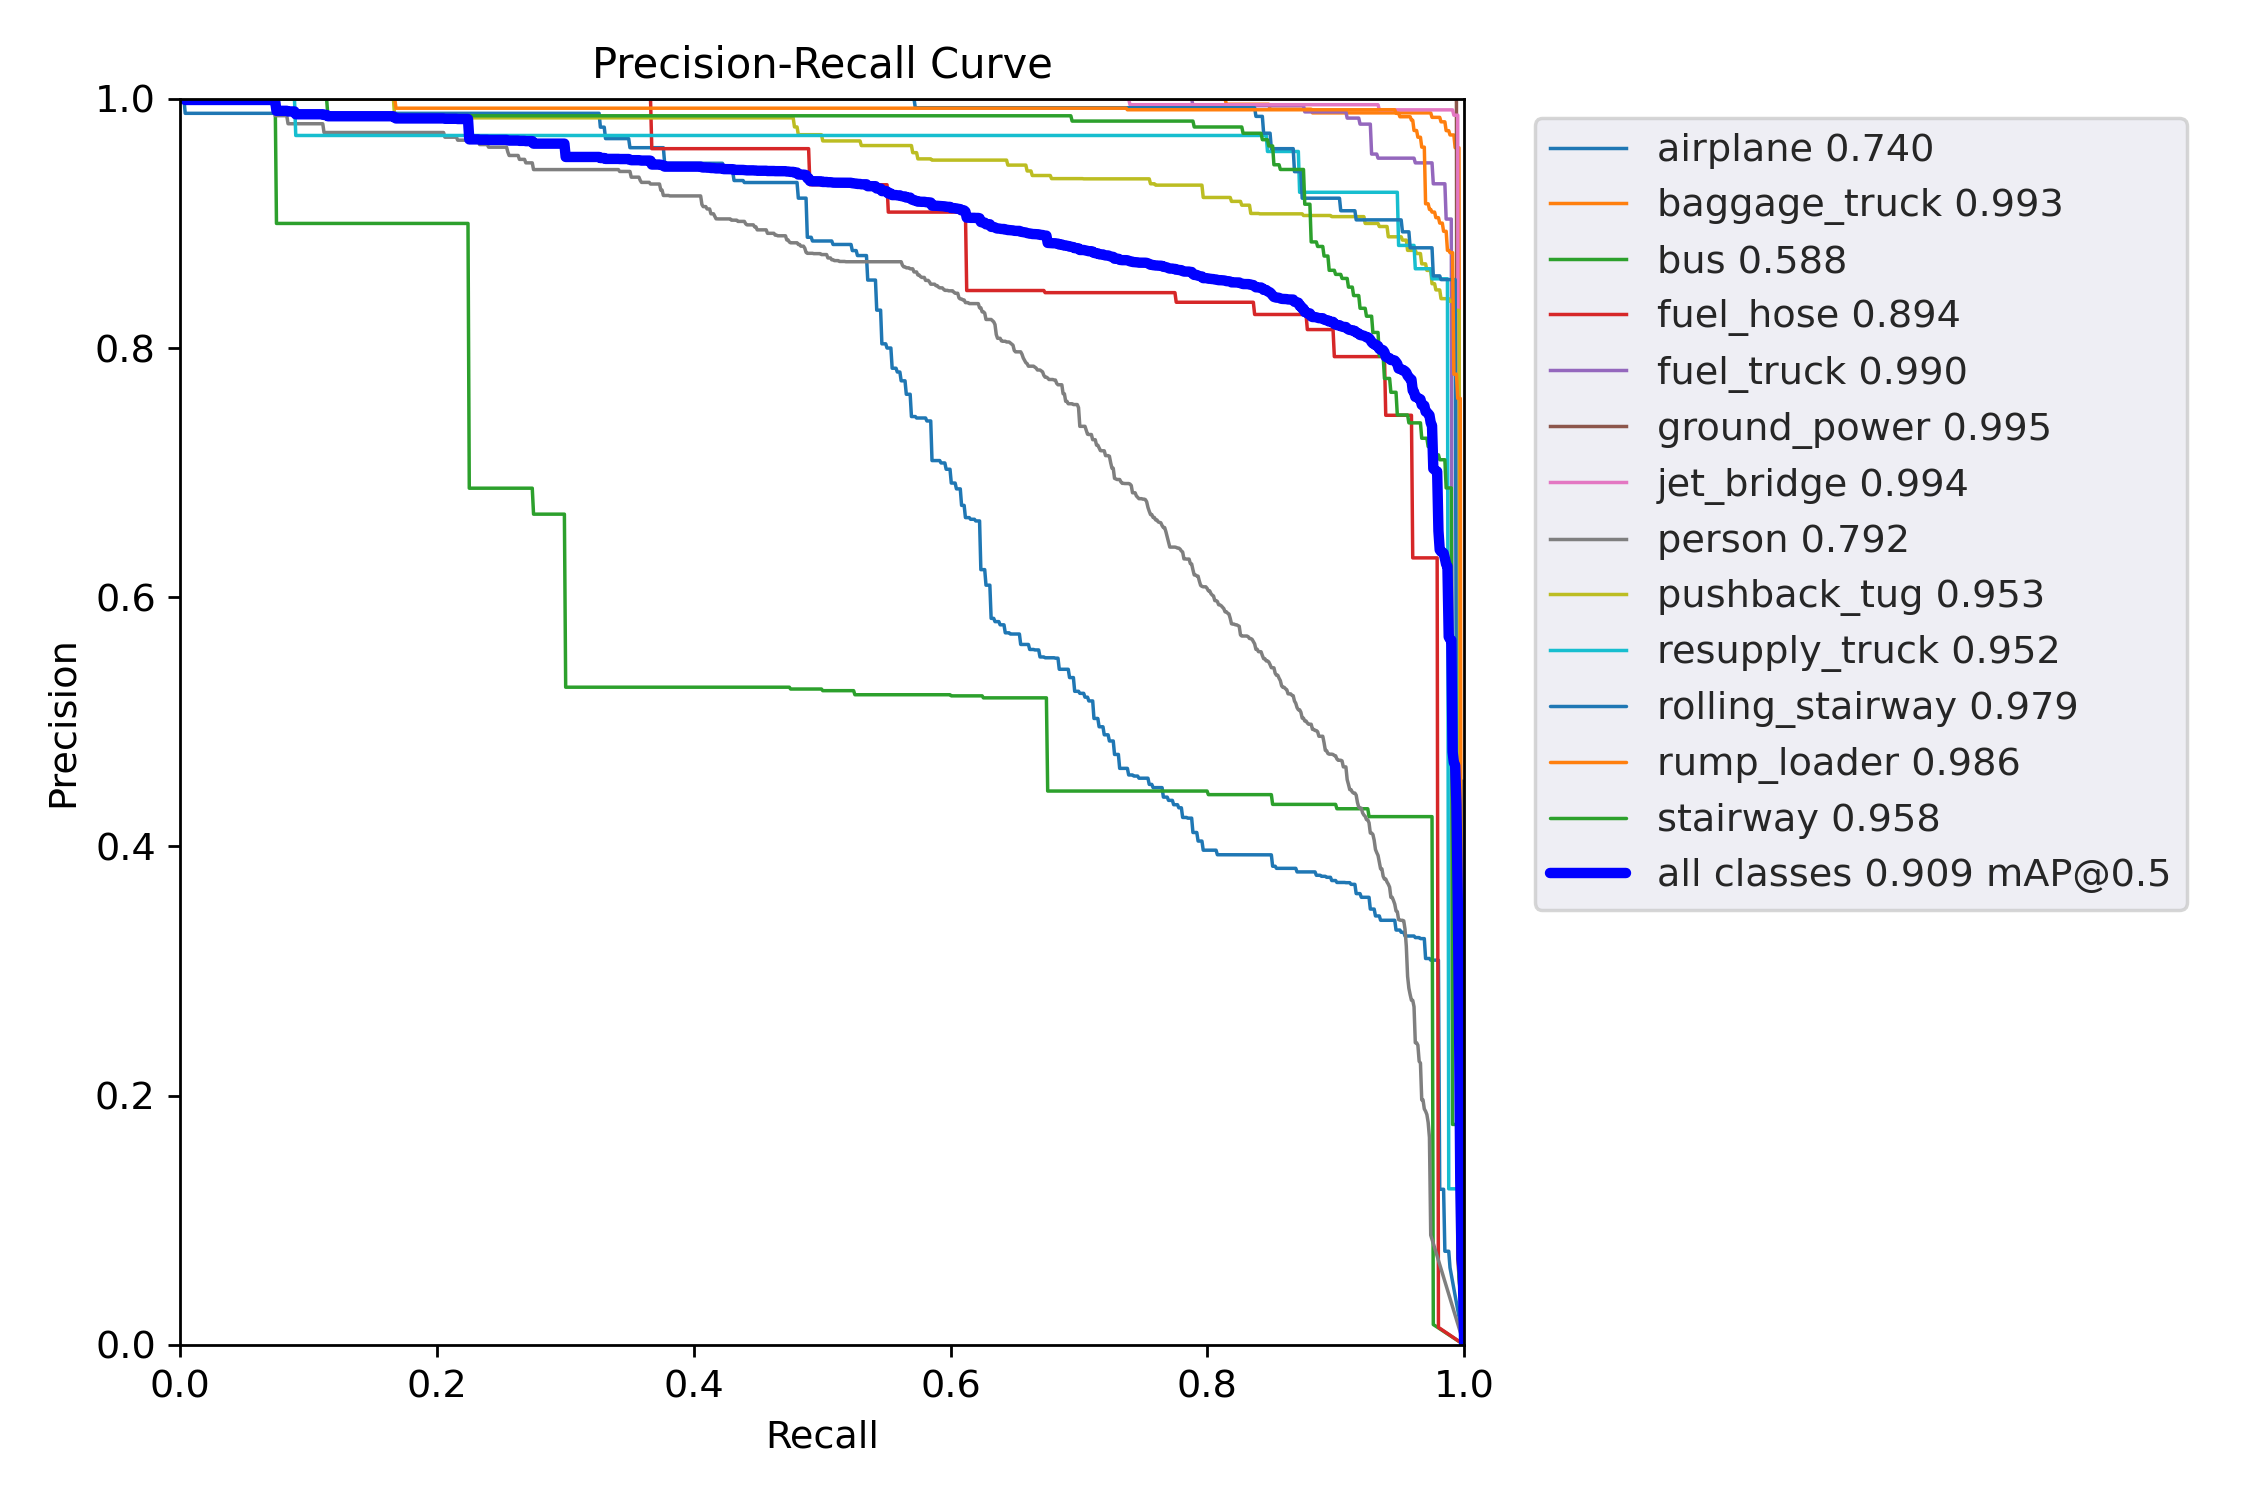 Precision-Recall Curve
1.0
0.8
0.6
0.4
0.2
0.0
Precision
0.0 0.2 0.4 0.6 0.8 1.0
Recall
airplane 0.740
baggage_truck 0.993
bus 0.588
fuel_hose 0.894
fuel_truck 0.990
ground_power 0.995
jet_bridge 0.994
person 0.792
pushback_tug 0.953
resupply_truck 0.952
rolling_stairway 0.979
rump_loader 0.986
stairway 0.958
all classes 0.909 mAP@0.5